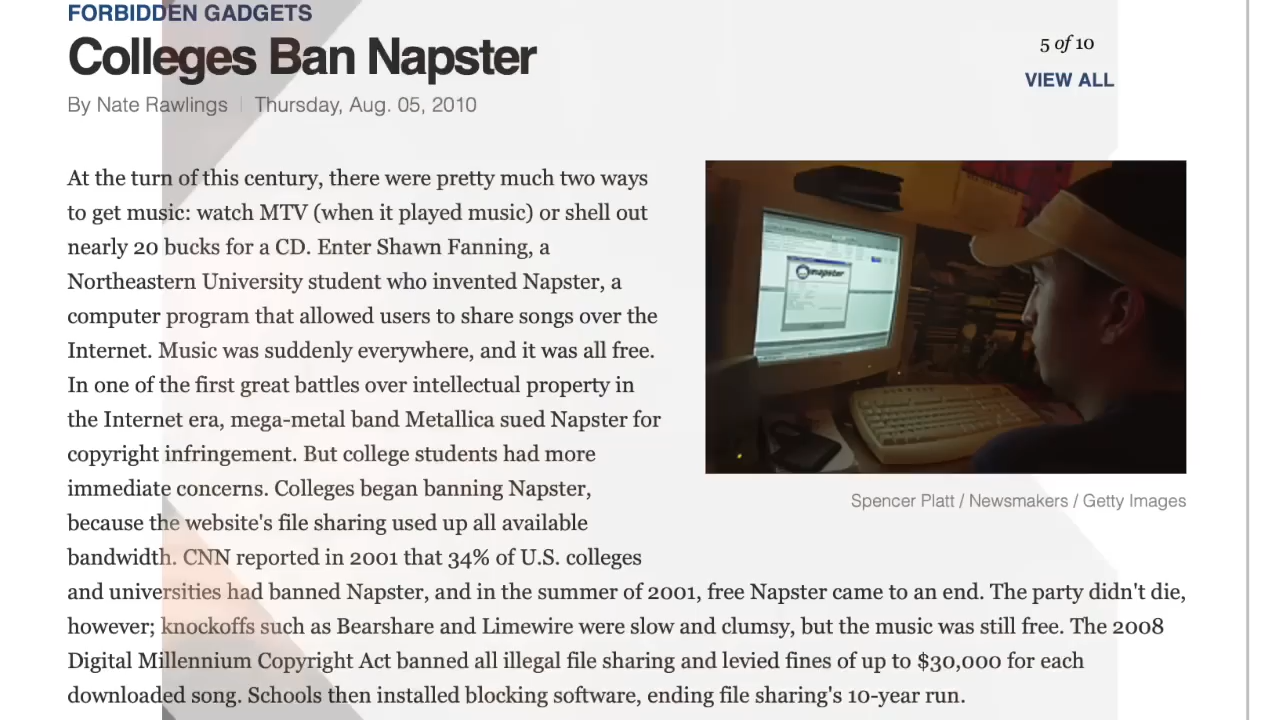 FORBIDDEN GADGETS
Colleges Ban Napster
By Nate Rawlings | Thursday, Aug. 05, 2010
5 of 10
VIEW ALL
At the turn of this century, there were pretty much two ways
to get music: watch MTV (when it played music) or shell out
nearly 20 bucks for a CD. Enter Shawn Fanning, a
Northeastern University student who invented Napster, a
computer program that allowed users to share songs over the
Internet. Music was suddenly everywhere, and it was all free.
In one of the first great battles over intellectual property in
the Internet era, mega-metal band Metallica sued Napster for
copyright infringement. But college students had more
immediate concerns. Colleges began banning Napster,
because the website's file sharing used up all available
bandwidth. CNN reported in 2001 that 34% of U.S. colleges
and universities had banned Napster, and in the summer of 2001, free Napster came to an end. The party didn't die,
however; knockoffs such as Bearshare and Limewire were slow and clumsy, but the music was still free. The 2008
Digital Millennium Copyright Act banned all illegal file sharing and levied fines of up to $30,000 for each
downloaded song. Schools then installed blocking software, ending file sharing's 10-year run.
napster
Spencer Platt / Newsmakers / Getty Images